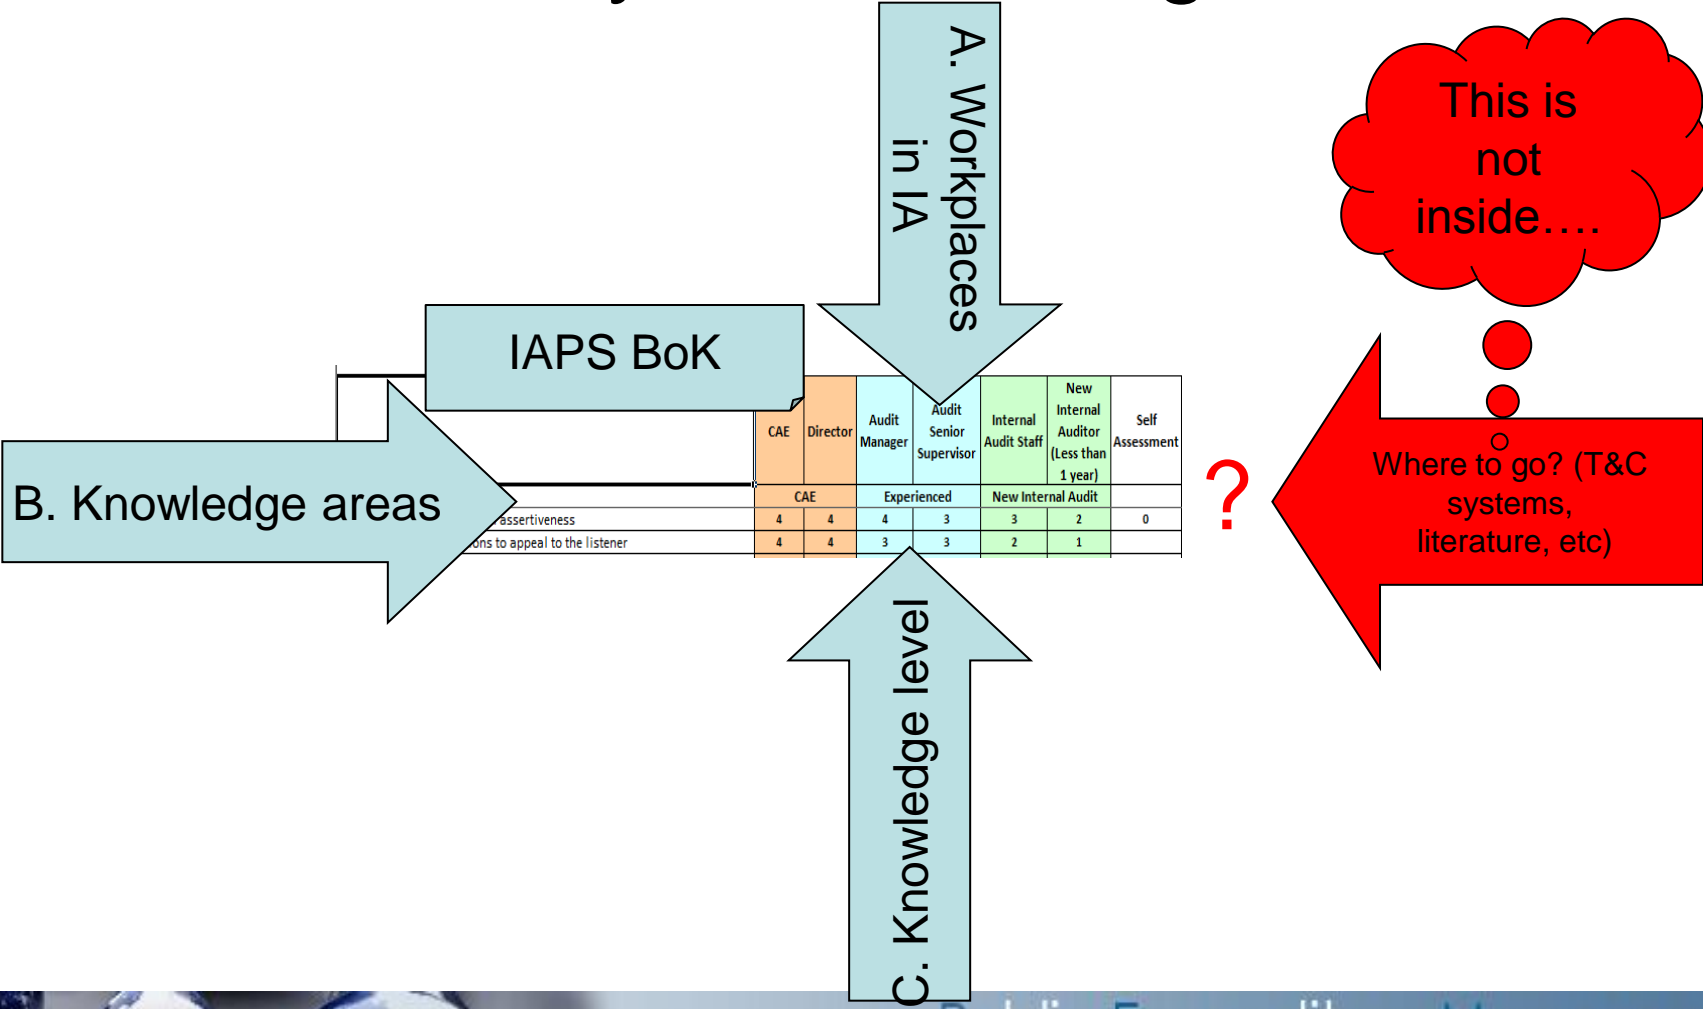 A. Workplaces
in IA
This is
not
inside….
IAPS BoK
CAE
Director
Audit
Manager
Audit
Senior
Supervisor
Internal
Audit Staff
New
Internal
Auditor
(Less than
1 year)
Self
Assessment
CAE
Experienced
New Internal Audit
assertiveness
4
4
4
3
3
2
0
to appeal to the listener
4
4
3
3
2
1
B. Knowledge areas
?
Where to go? (T&C
systems,
literature, etc)
C. Knowledge level